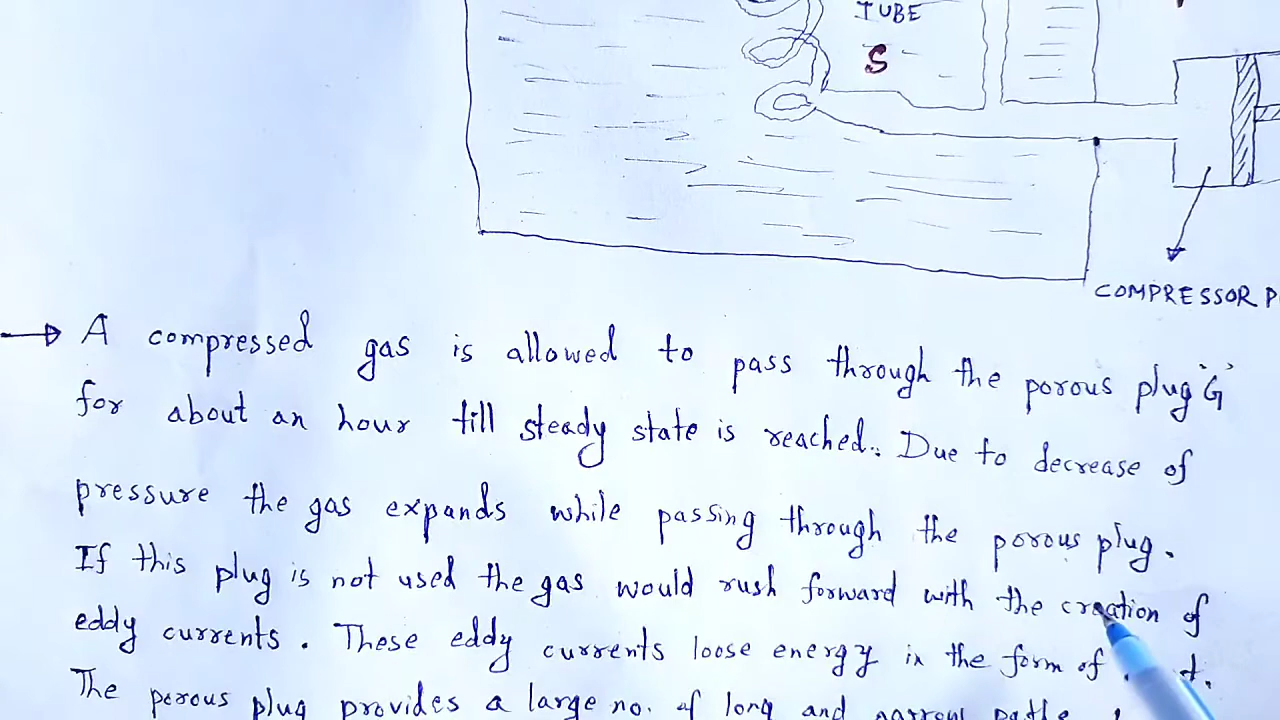 TUBE
S
COMPRESSOR P
A compressed gas is allowed to pass through the porous plug 'G'
for about an hour till steady state is reached. Due to decrease of
pressure the gas expands while passing through the porous plug.
If this plug is not used the gas would rush forward with the creation of
eddy currents. These eddy currents loose energy in the form of
The porous plug provides a large no. of long and narrow